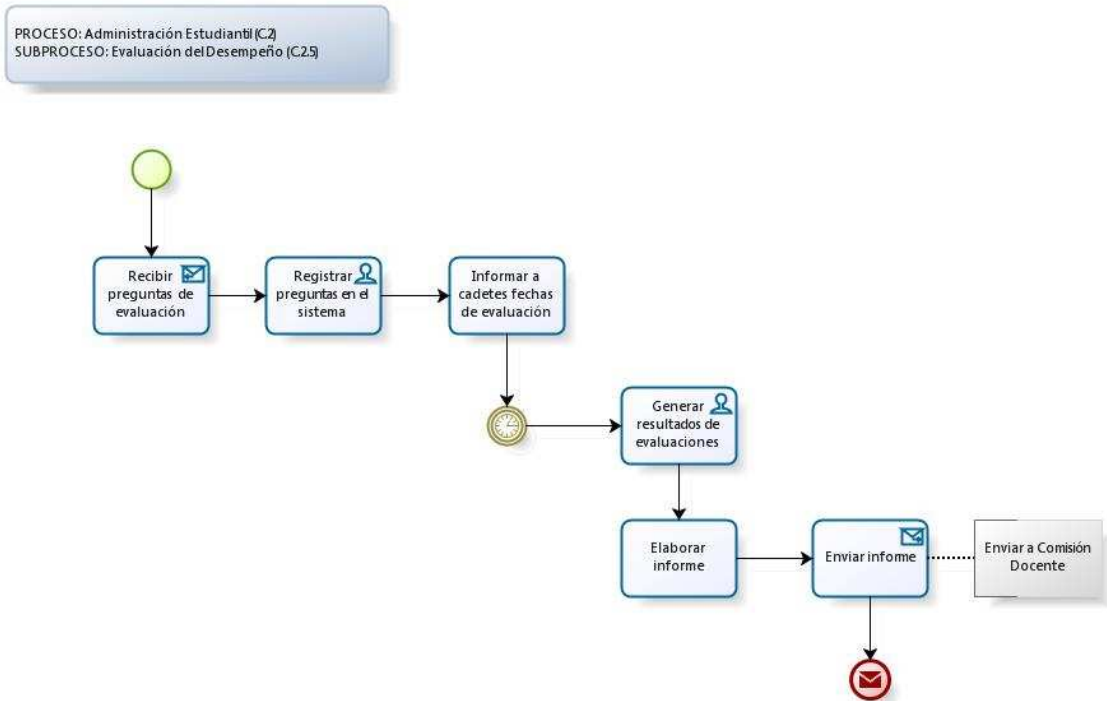 PROCESO: Administración Estudiantil (C.2)
SUBPROCESO: Evaluación del Desempeño (C.2.5)
Recibir
preguntas de
evaluación
Registrar
preguntas en el
sistema
Informar a
cadetes fechas
de evaluación
Generar
resultados de
evaluaciones
Elaborar
informe
Enviar informe
Enviar a Comisión
Docente